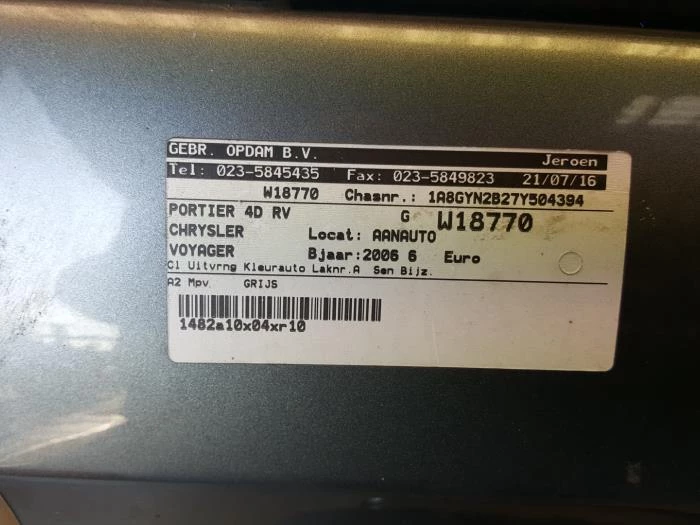 GEBR. OPDAM B.V. Jeroen
Tel: 023-5845435 Fax: 023-5849823 21/07/16
W18770 Chasnr.: 1A8GYN2B27Y504394
PORTIER 4D RV G W18770
CHRYSLER Locat: AANAUTO
VOYAGER Bjaar:2006 6 Euro
Cl Uitvrng Kleurauto Laknr.A Sen Bijz.
A2 Mpv. GRIJS
1482a10x04xr10